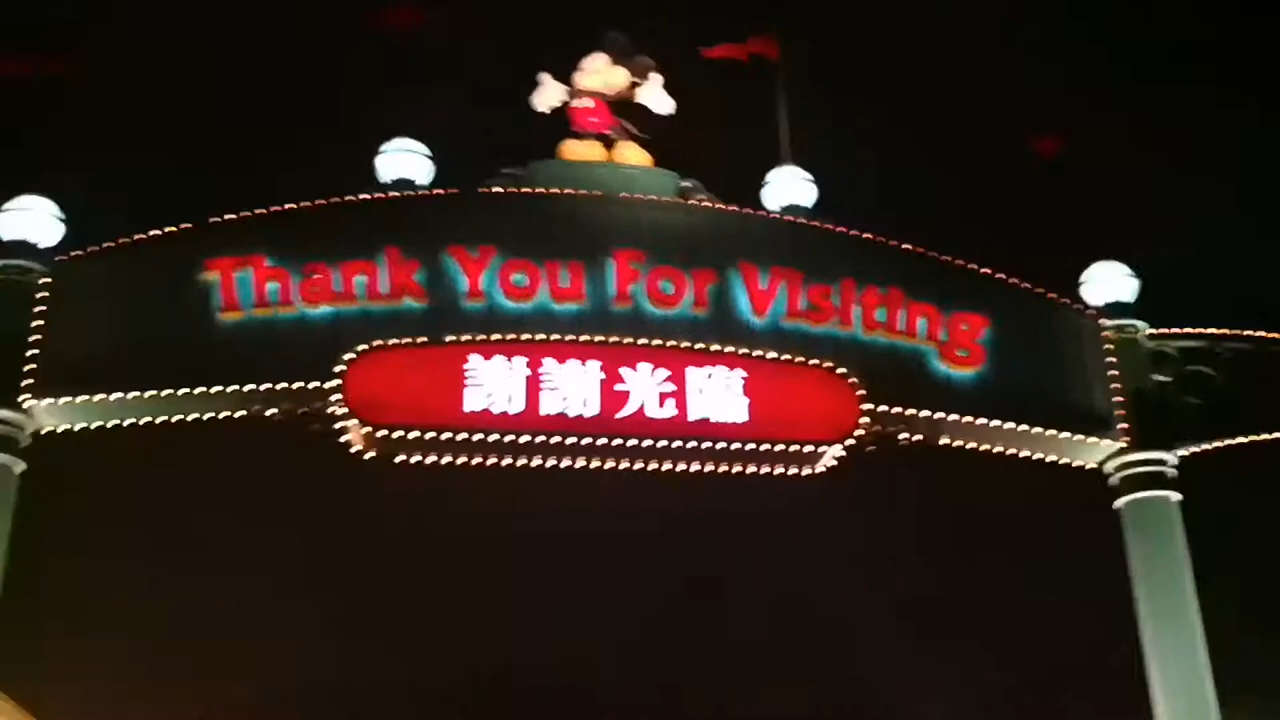 Thank You For Visiting
謝謝光臨